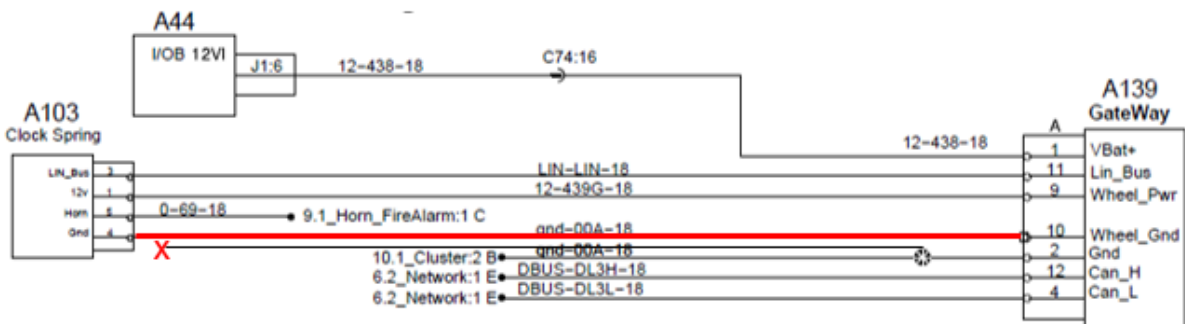 A44
I/OB 12VI
J1:6
12-438-18
C74:16
A103
Clock Spring
A139
GateWay
A
12-438-18
1
VBat+
LIN_Bus
LIN-LIN-18
11
Lin_Bus
12v
1
12-439G-18
9
Wheel_Pwr
Horn
5
0-69-18
9.1_Horn_FireAlarm:1 C
Gnd
4
gnd-00A-18
10
Wheel_Gnd
X
10.1_Cluster:2 B
gnd-00A-18
2
Gnd
6.2_Network:1 E
DBUS-DL3H-18
12
Can_H
6.2_Network:1 E
DBUS-DL3L-18
4
Can_L